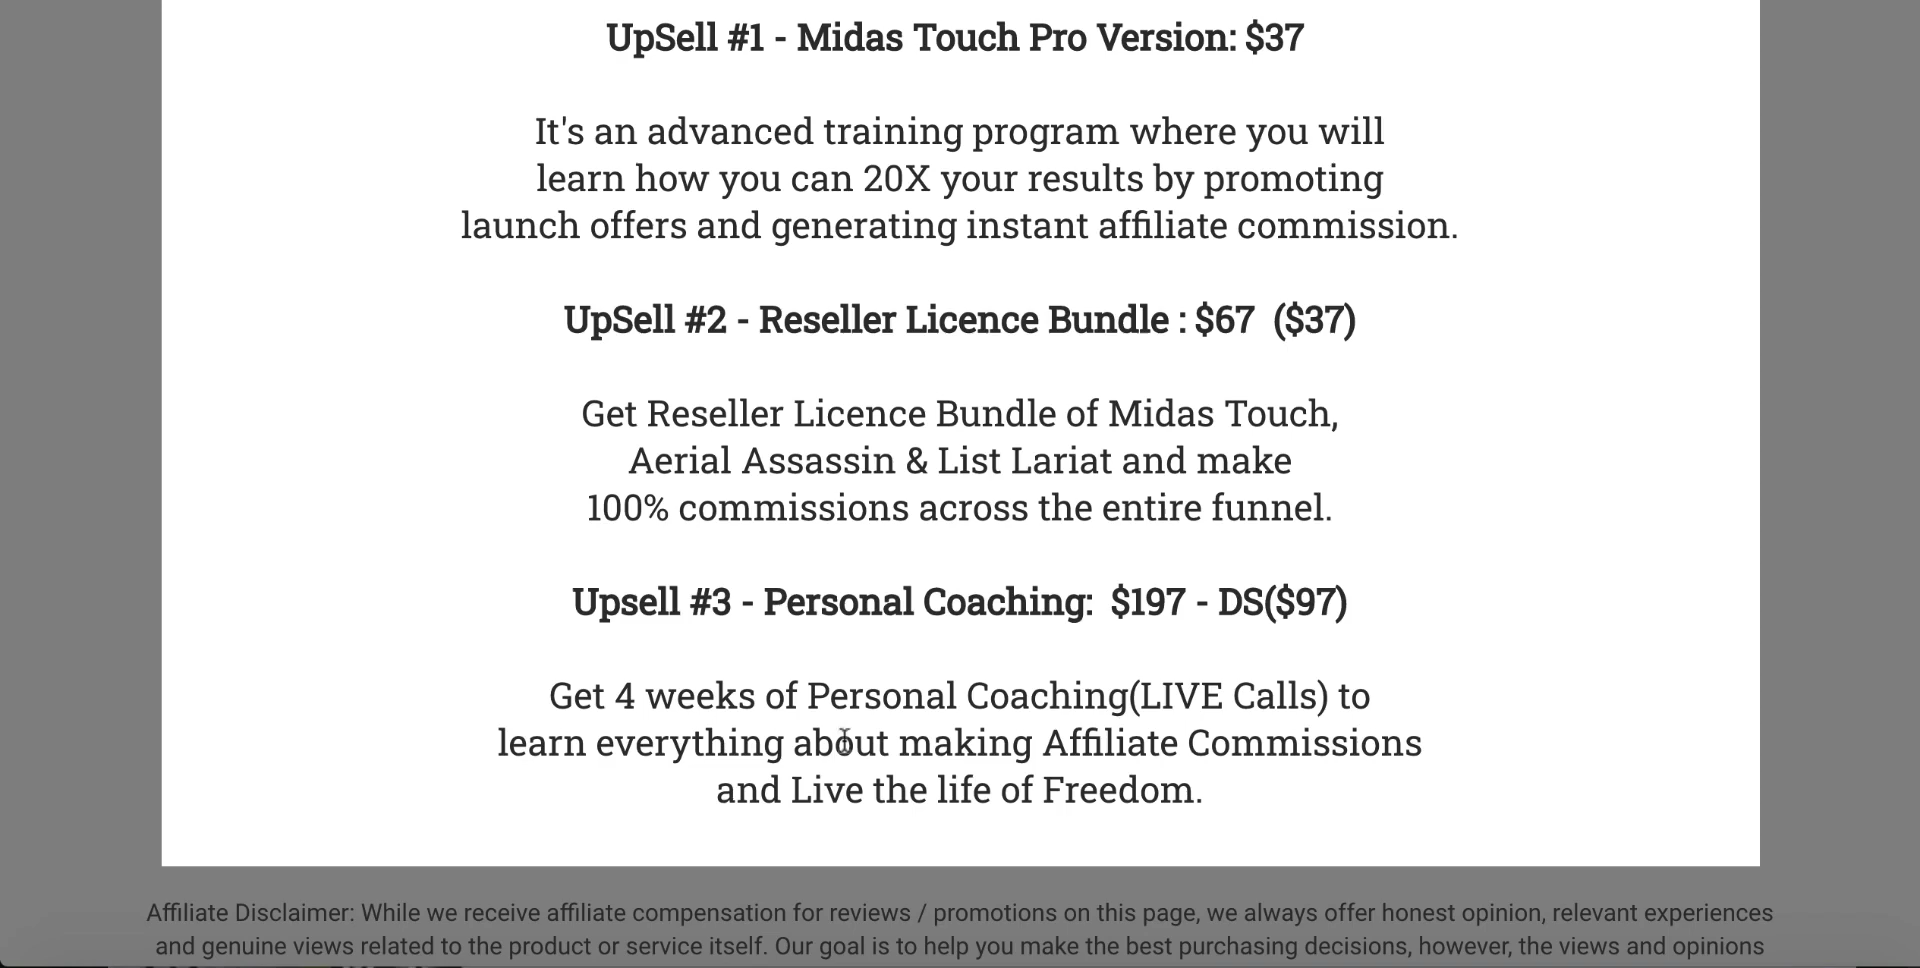 UpSell #1 - Midas Touch Pro Version: $37
It's an advanced training program where you will
learn how you can 20X your results by promoting
launch offers and generating instant affiliate commission.
UpSell #2 - Reseller Licence Bundle : $67  ($37)
Get Reseller Licence Bundle of Midas Touch,
Aerial Assassin & List Lariat and make
100% commissions across the entire funnel.
Upsell #3 - Personal Coaching:  $197 - DS($97)
Get 4 weeks of Personal Coaching(LIVE Calls) to
learn everything about making Affiliate Commissions
and Live the life of Freedom.
Affiliate Disclaimer: While we receive affiliate compensation for reviews / promotions on this page, we always offer honest opinion, relevant experiences
and genuine views related to the product or service itself. Our goal is to help you make the best purchasing decisions, however, the views and opinions